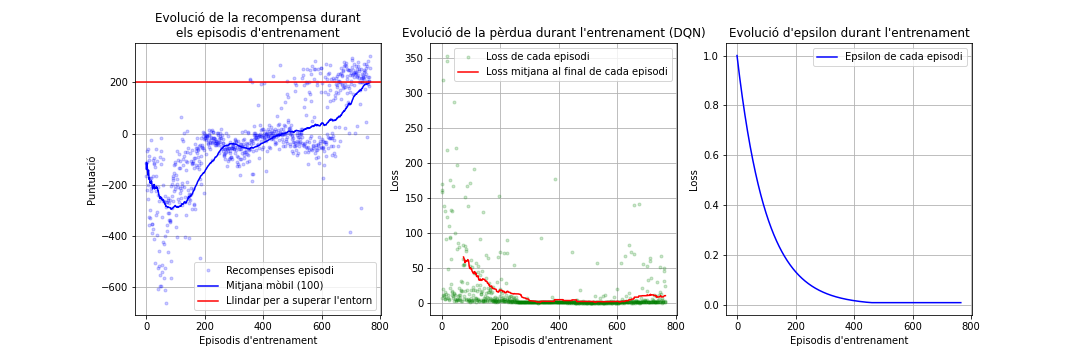 Evolució de la recompensa durant
els episodis d'entrenament
Puntuació
200
0
−200
−400
−600
Recompenses episodi
Mitjana mòbil (100)
Llindar per a superar l'entorn
0
200
400
600
800
Episodis d'entrenament
Evolució de la pèrdua durant l'entrenament (DQN)
Loss
350
300
250
200
150
100
50
0
Loss de cada episodi
Loss mitjana al final de cada episodi
0
200
400
600
800
Episodis d'entrenament
Evolució d'epsilon durant l'entrenament
Loss
1.0
0.8
0.6
0.4
0.2
0.0
Epsilon de cada episodi
0
200
400
600
800
Episodis d'entrenament